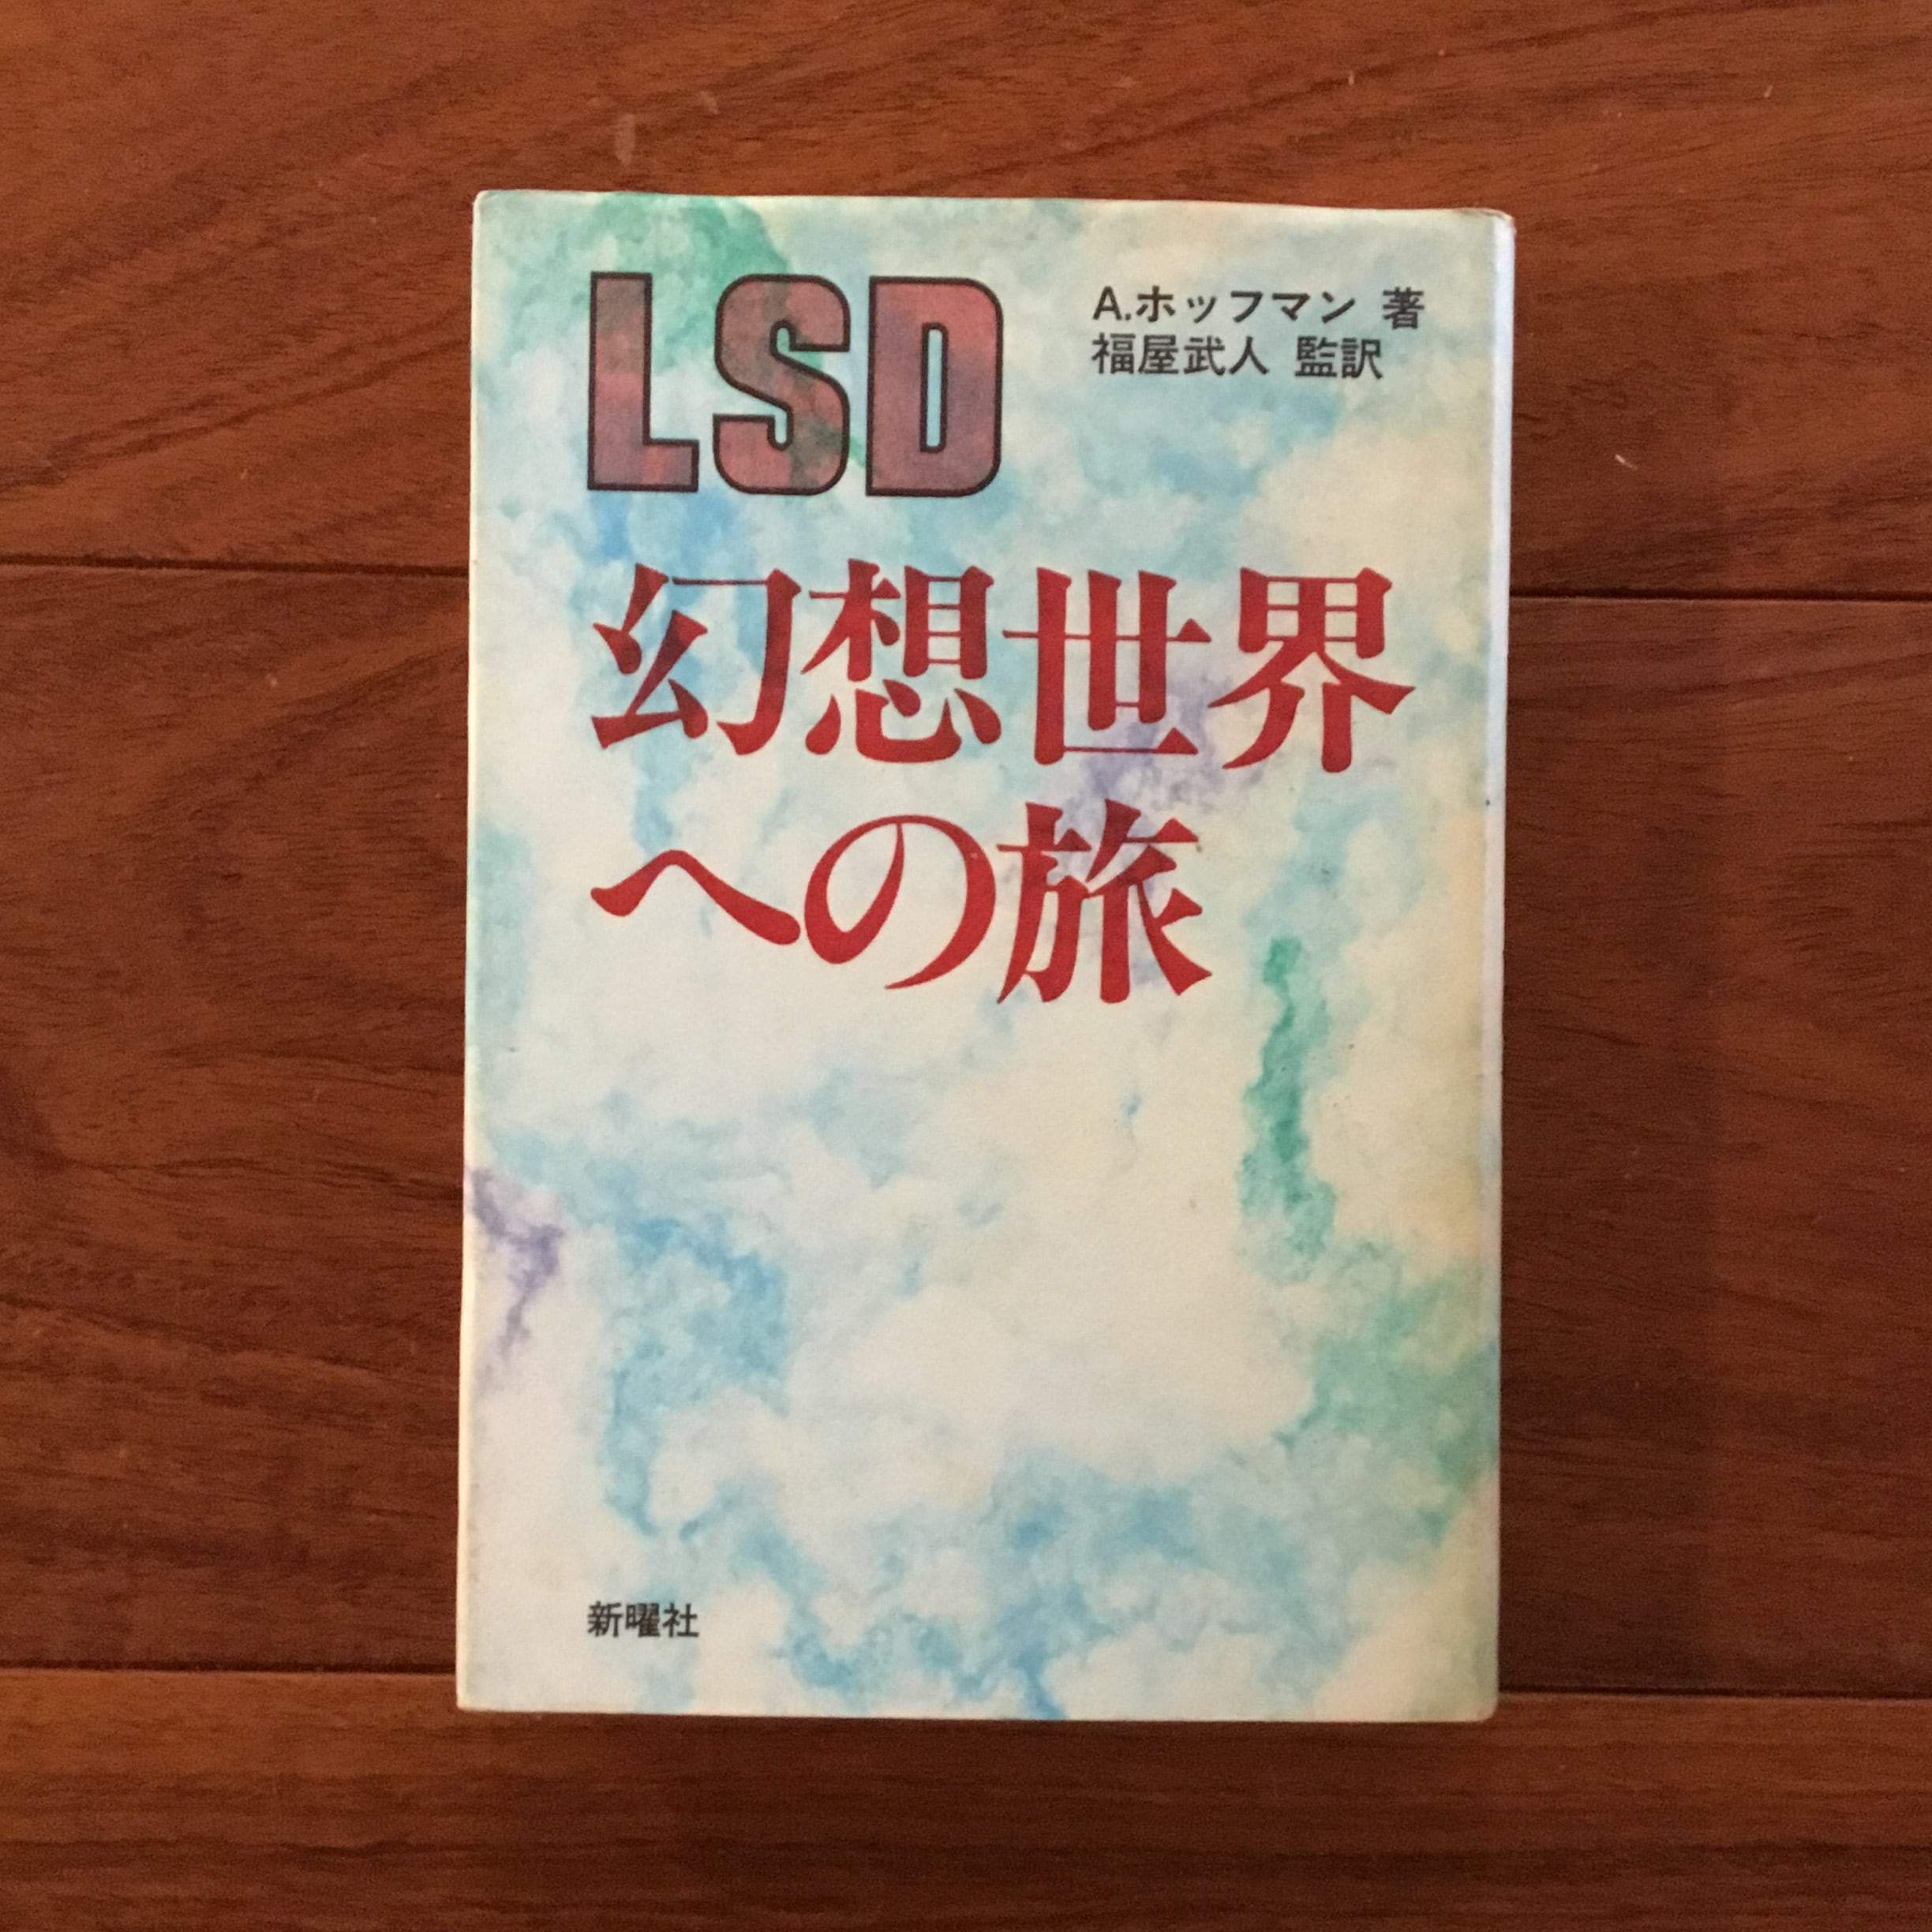 LSD
A.ホッフマン 著
福屋武人 監訳
幻想世界
への旅
新曜社